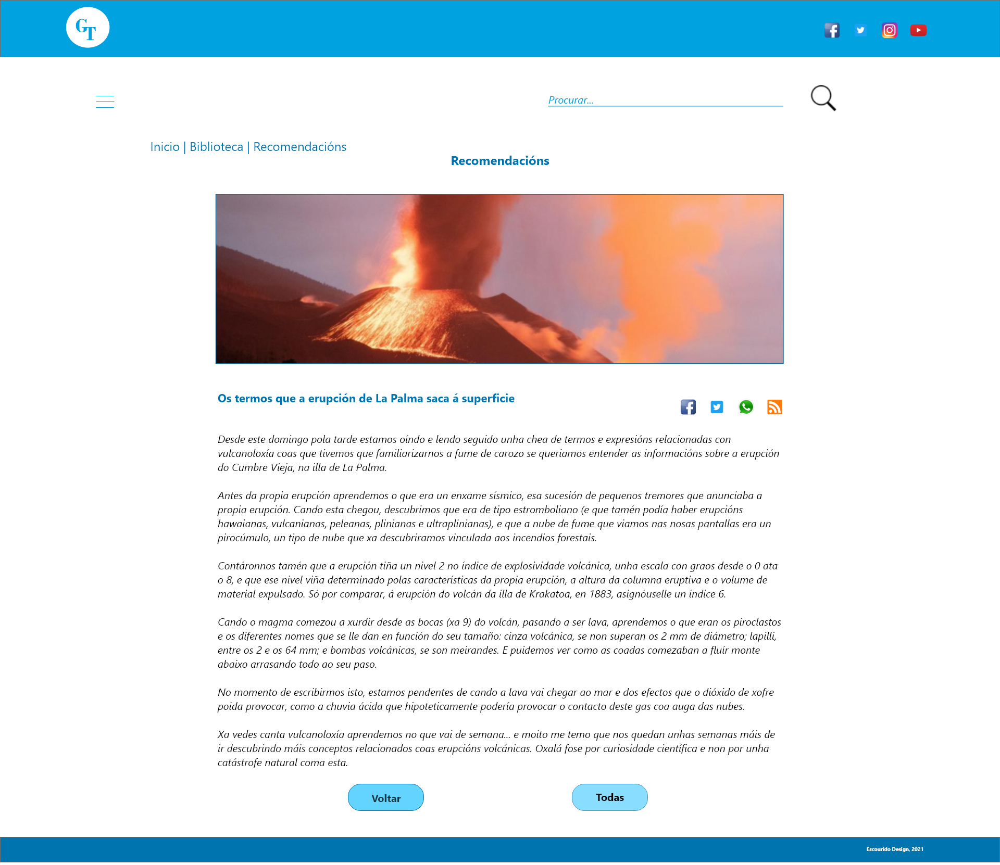 GT
Procurar...
Inicio | Biblioteca | Recomendacións
Recomendacións
Os termos que a erupción de La Palma saca á superficie
Desde este domingo pola tarde estamos oíndo e lendo seguido unha chea de termos e expresións relacionadas con
vulcanoloxía coas que tivemos que familiarizarnos a fume de carozo se queriamos entender as informacións sobre a erupción
do Cumbre Vieja, na illa de La Palma.
Antes da propia erupción aprendemos o que era un enxame sísmico, esa sucesión de pequenos tremores que anunciaba a
propia erupción. Cando esta chegou, descubrimos que era de tipo estromboliano (e que tamén podía haber erupcións
hawaianas, vulcanianas, peleanas, plinianas e ultraplinianas), e que a nube de fume que viamos nas nosas pantallas era un
pirocúmulo, un tipo de nube que xa descubriramos vinculada aos incendios forestais.
Contáronnos tamén que a erupción tiña un nivel 2 no índice de explosividade volcánica, unha escala con graos desde o 0 ata
o 8, e que ese nivel viña determinado polas características da propia erupción, a altura da columna eruptiva e o volume de
material expulsado. Só por comparar, á erupción do volcán da illa de Krakatoa, en 1883, asignóuselle un índice 6.
Cando o magma comezou a xurdir desde as bocas (xa 9) do volcán, pasando a ser lava, aprendemos o que eran os piroclastos
e os diferentes nomes que se lle dan en función do seu tamaño: cinza volcánica, se non superan os 2 mm de diámetro; lapilli,
entre os 2 e os 64 mm; e bombas volcánicas, se son meirandes. E puidemos ver como as coadas comezaban a fluír monte
abaixo arrasando todo ao seu paso.
No momento de escribirmos isto, estamos pendentes de cando a lava vai chegar ao mar e dos efectos que o dióxido de xofre
poida provocar, como a chuvia ácida que hipoteticamente podería provocar o contacto deste gas coa auga das nubes.
Xa vedes canta vulcanoloxía aprendemos no que vai de semana... e moito me temo que nos quedan unhas semanas máis de
ir descubrindo máis conceptos relacionados coas erupcións volcánicas. Oxalá fose por curiosidade científica e non por unha
catástrofe natural coma esta.
Voltar
Todas
Escourido Design, 2021